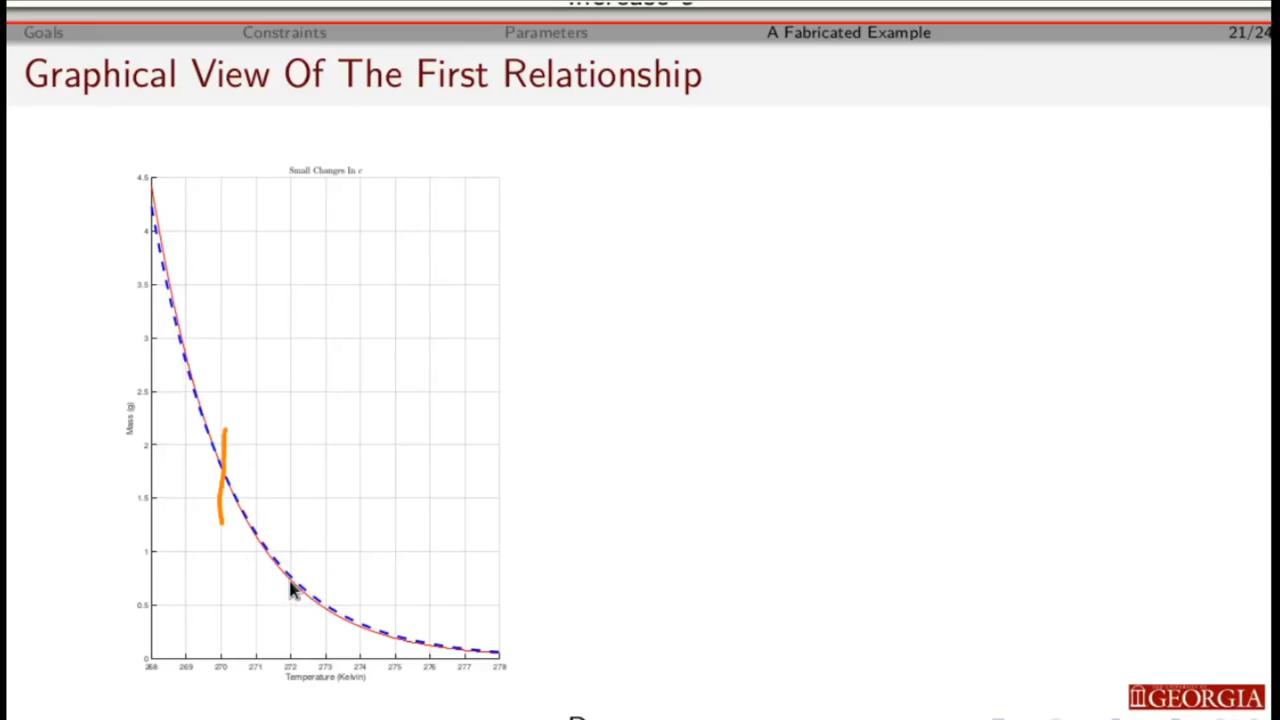 Goals Constraints Parameters A Fabricated Example 21/24
Graphical View Of The First Relationship
Small Changes In c
4.5
4
3.5
3
2.5
2
1.5
1
0.5
0
Mass (g)
268 269 270 271 272 273 274 275 276 277 278
Temperature (Kelvin)
GEORGIA